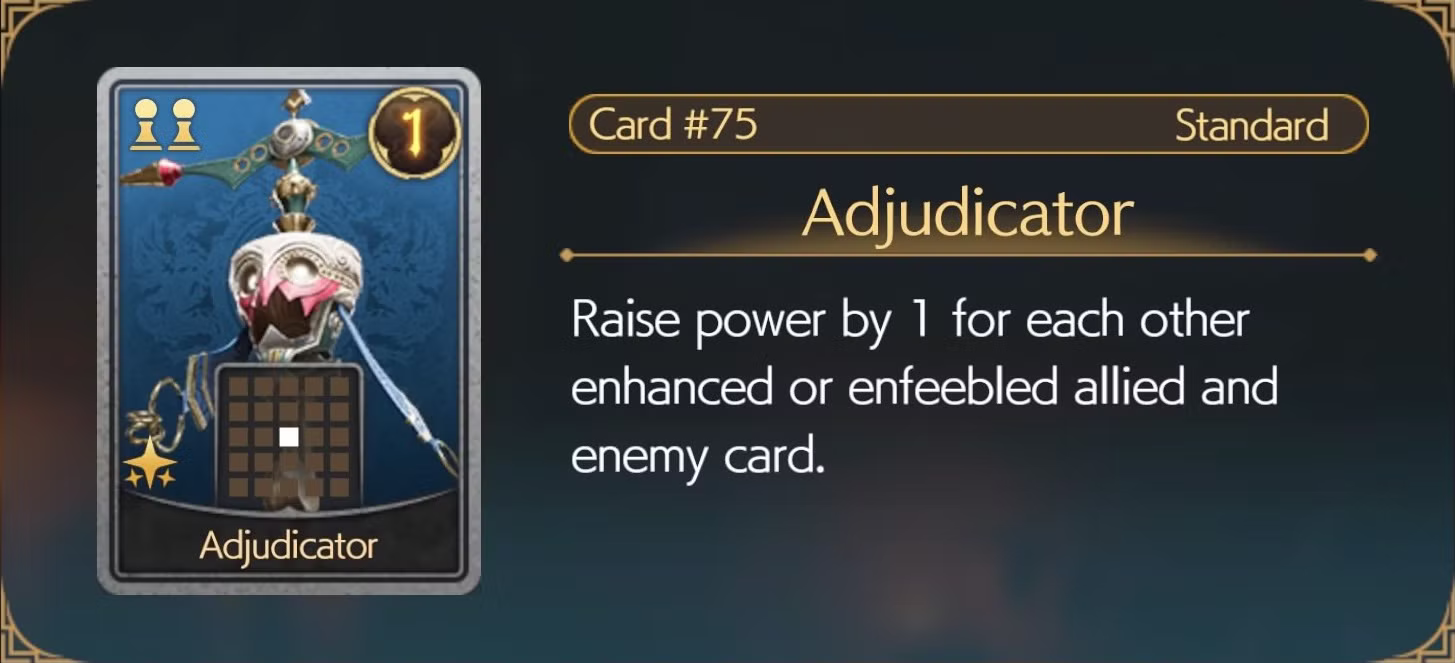 1
Adjudicator
Card #75 Standard
Adjudicator
Raise power by 1 for each other
enhanced or enfeebled allied and
enemy card.